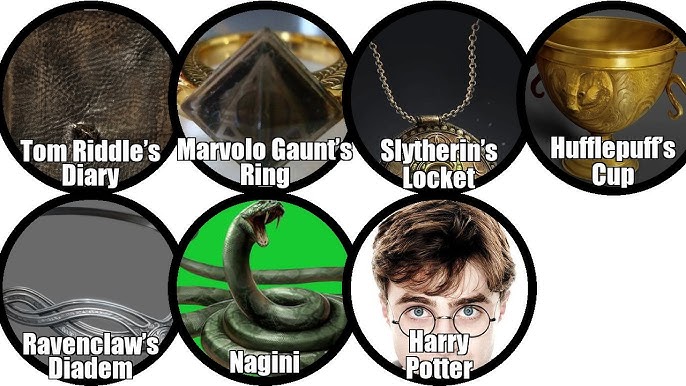 Tom Riddle's
Diary
Marvolo Gaunt's
Ring
Slytherin's
Locket
Hufflepuff's
Cup
Ravenclaw's
Diadem
Nagini
Harry
Potter